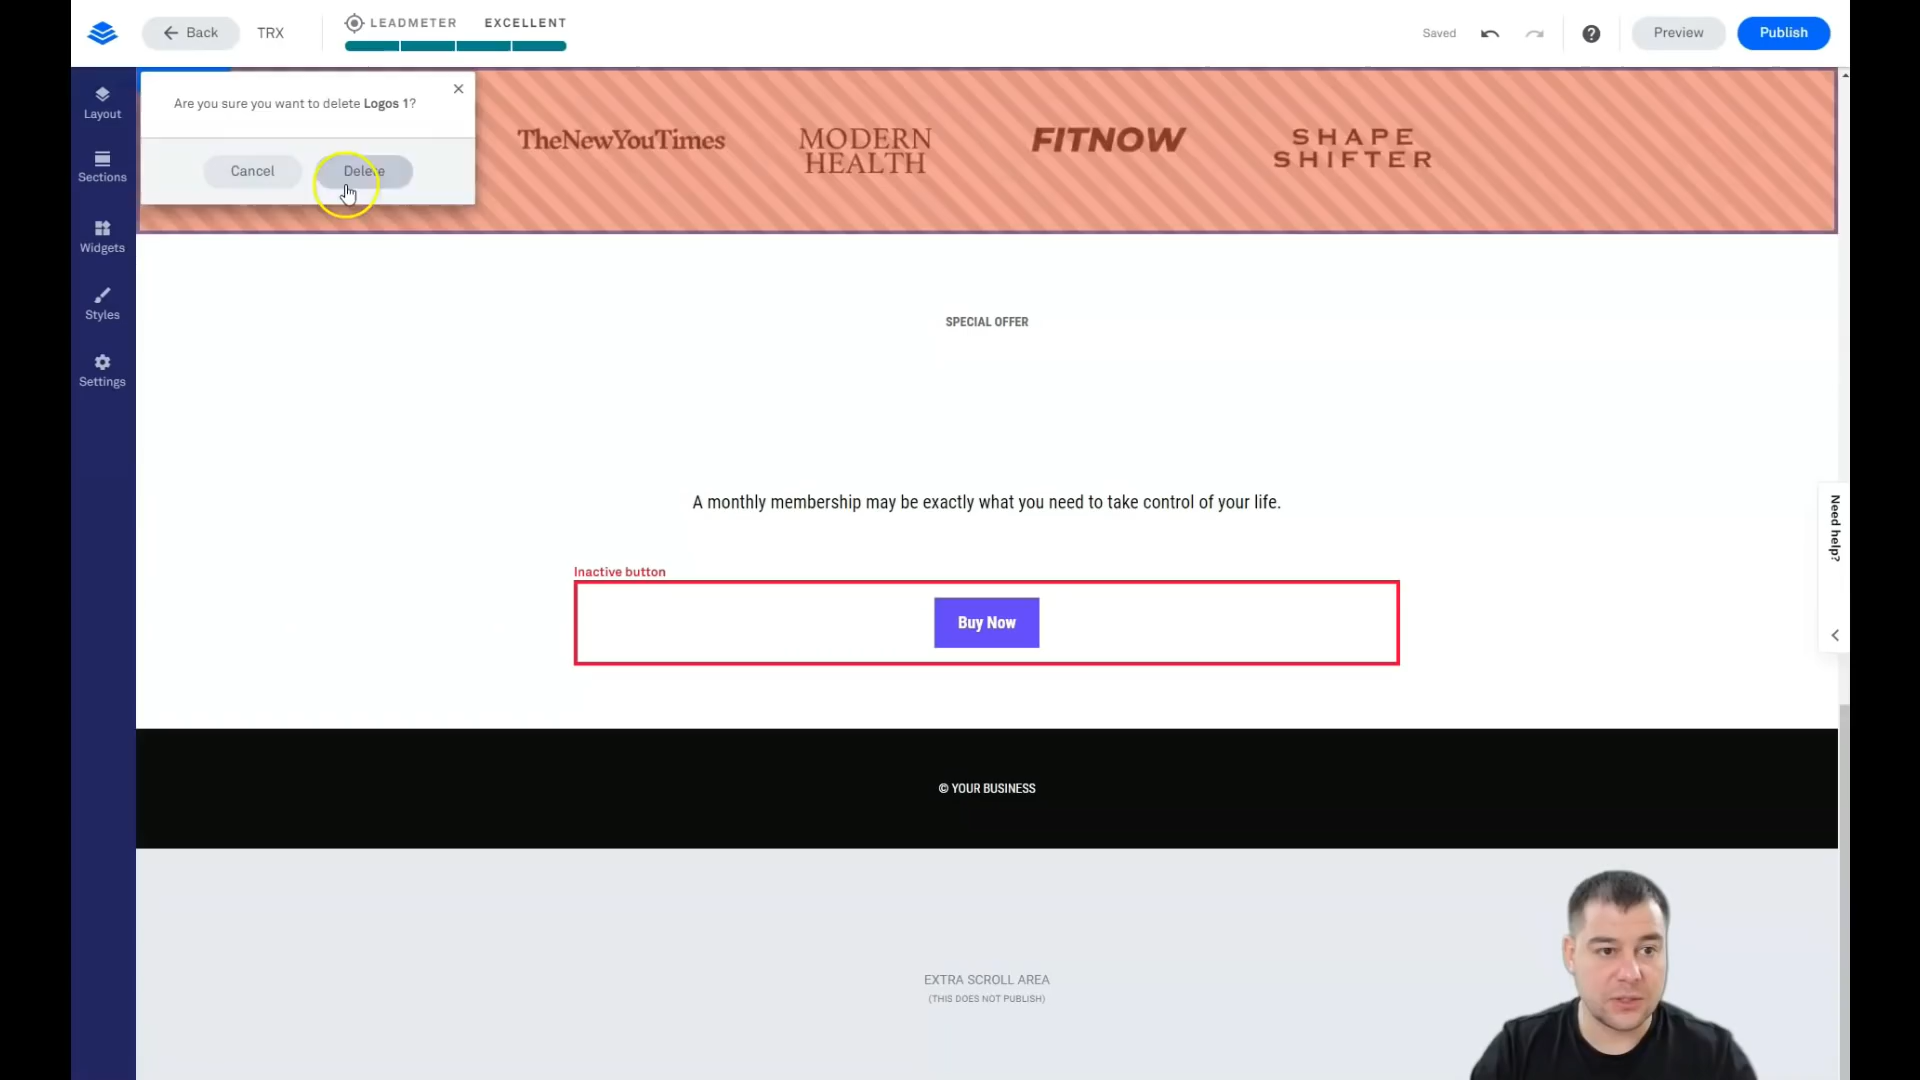 Back
TRX
LEADMETER
EXCELLENT
Saved
Preview
Publish
Layout
Sections
Widgets
Styles
Settings
Are you sure you want to delete Logos 1?
Cancel
Delete
TheNewYouTimes
MODERN
HEALTH
FITNOW
SHAPE
SHIFTER
SPECIAL OFFER
A monthly membership may be exactly what you need to take control of your life.
Inactive button
Buy Now
Need help?
© YOUR BUSINESS
EXTRA SCROLL AREA
(THIS DOES NOT PUBLISH)